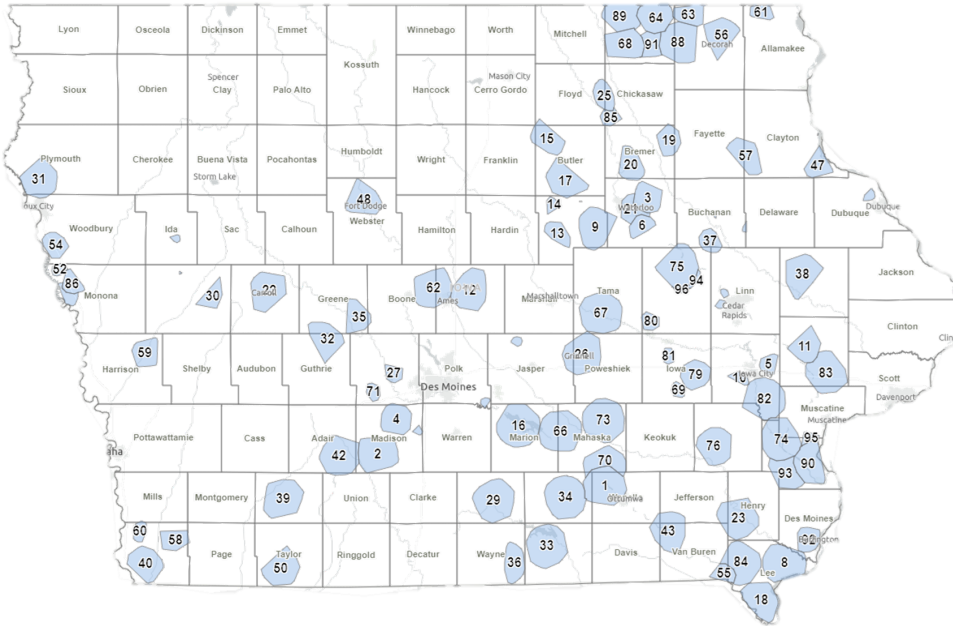 89 64 63 61
Lyon Osceola Dickinson Emmet Winnebago Worth Mitchell 56
68 91 88 Decorah Allamakee
Kossuth
Spencer Mason City
Sioux Obrien Clay Palo Alto Hancock Cerro Gordo Floyd 25 Chickasaw
85
15 19 Fayette Clayton
Plymouth Cherokee Buena Vista Pocahontas Humboldt Wright Franklin Butler Bremer 57 47
31 Storm Lake 17 20
48 3
oux City Fort Dodge 14 Waterloo Buchanan Delaware Dubuque Dubuque
Woodbury Ida Sac Calhoun Webster Hamilton Hardin 13 9 6
54 37
52 75 94 38 Jackson
86 Monona 30 Carroll Greene Boone 62 Ames 12 Marshalltown Tama 96 Linn
35 67 80 Cedar
Rapids
Clinton
Clin
32 11
59 Grinnell 81 5
Harrison Shelby Audubon Guthrie 27 Polk Jasper Poweshiek Iowa 79 Iowa City 83 Scott
71 Des Moines 69 82 Davenport
4 16 73 Muscatine
Muscatine
Pottawattamie Cass Adair Madison Warren Marion 66 Mahaska Keokuk 76 74 95
aha 42 2 70 93 90
Mills Montgomery 39 Union Clarke 29 34 1 Jefferson Henry
Ottumwa 23 Des Moines
60 58 43 Burlington
Page Taylor Ringgold Decatur Wayne 33 Davis Van Buren
40 50 36 55 84 Lee 8
18